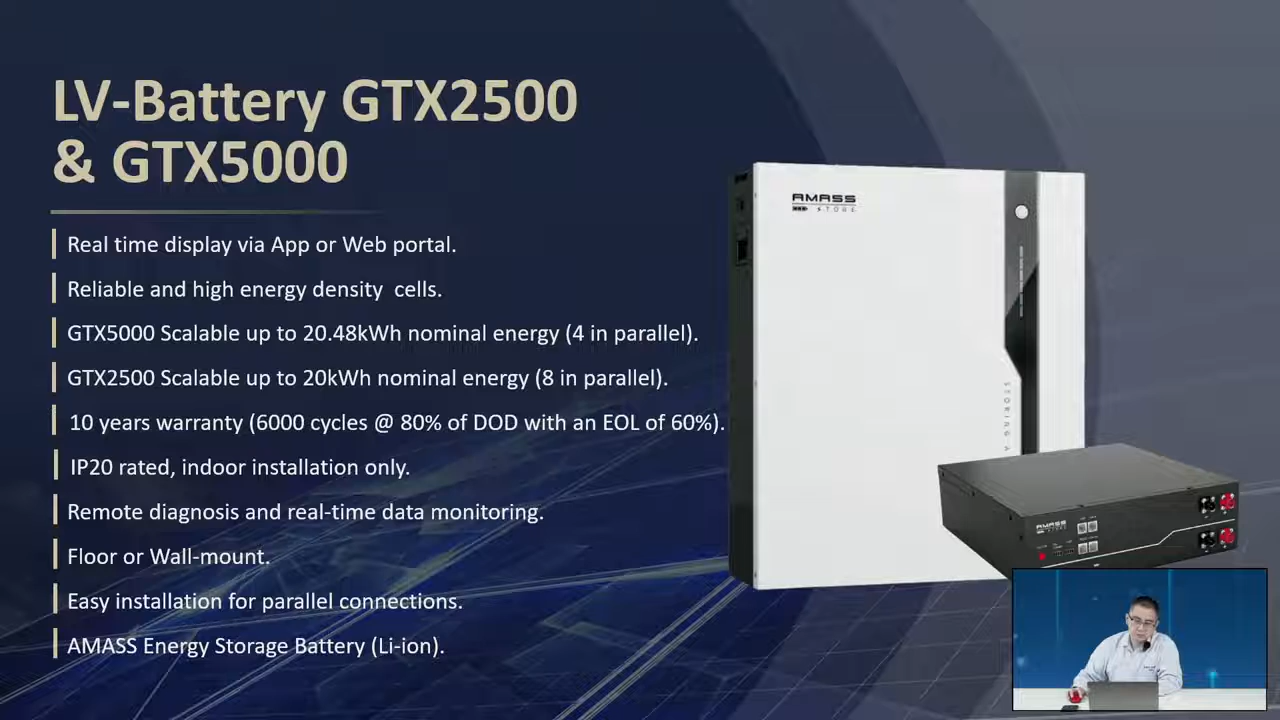 LV-Battery GTX2500
& GTX5000
Real time display via App or Web portal.
Reliable and high energy density cells.
GTX5000 Scalable up to 20.48kWh nominal energy (4 in parallel).
GTX2500 Scalable up to 20kWh nominal energy (8 in parallel).
10 years warranty (6000 cycles @ 80% of DOD with an EOL of 60%).
IP20 rated, indoor installation only.
Remote diagnosis and real-time data monitoring.
Floor or Wall-mount.
Easy installation for parallel connections.
AMASS Energy Storage Battery (Li-ion).
AMASS
STORE
STORING A
AMASS
STORE